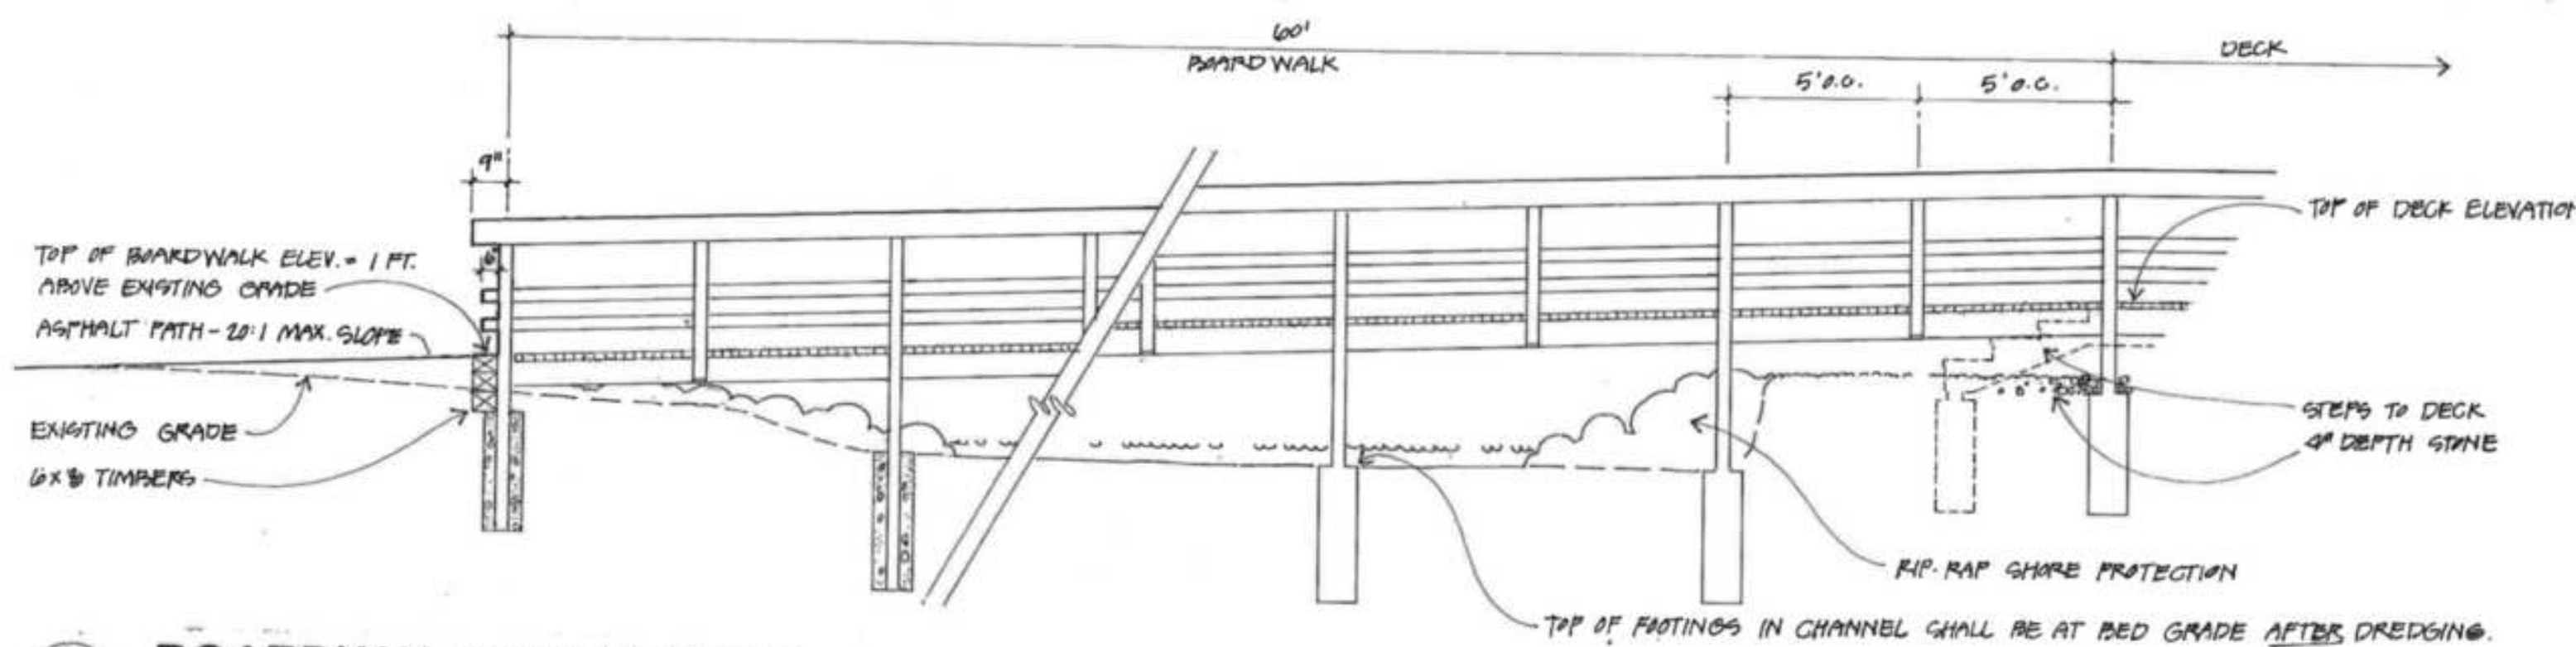 60'
BOARDWALK
DECK
5' O.C.
5' O.C.
9"
6"
TOP OF DECK ELEVATION
TOP OF BOARDWALK ELEV. = 1 FT.
ABOVE EXISTING GRADE
ASPHALT PATH - 20:1 MAX. SLOPE
EXISTING GRADE
6x8 TIMBERS
STEPS TO DECK
4" DEPTH STONE
RIP-RAP SHORE PROTECTION
TOP OF FOOTINGS IN CHANNEL SHALL BE AT BED GRADE AFTER DREDGING.